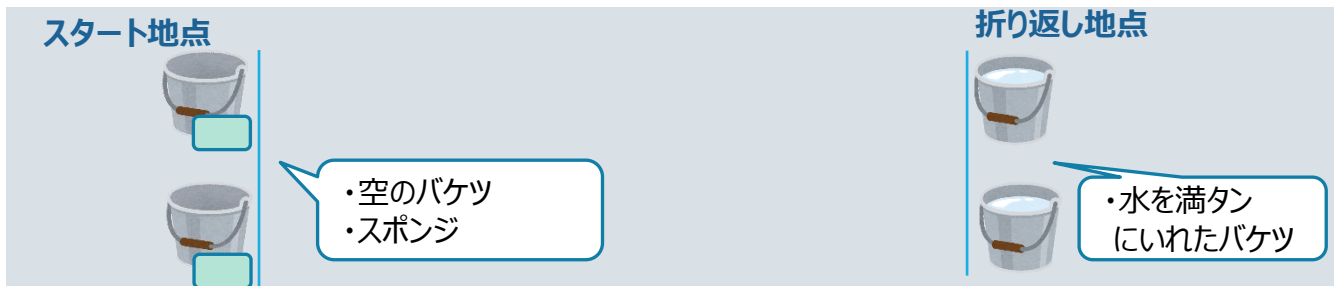 スタート地点
折り返し地点
・空のバケツ
・スポンジ
・水を満タン
にいれたバケツ